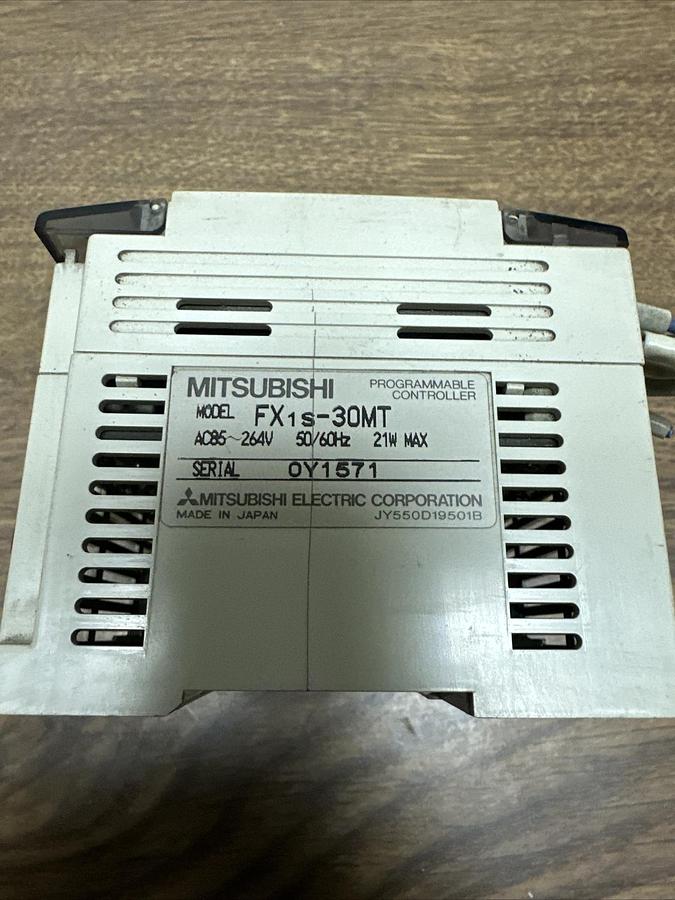 MITSUBISHI
PROGRAMMABLE
CONTROLLER
MODEL FX1s-30MT
AC85~264V 50/60Hz 21W MAX
SERIAL 0Y1571
MITSUBISHI ELECTRIC CORPORATION
MADE IN JAPAN JY550D19501B